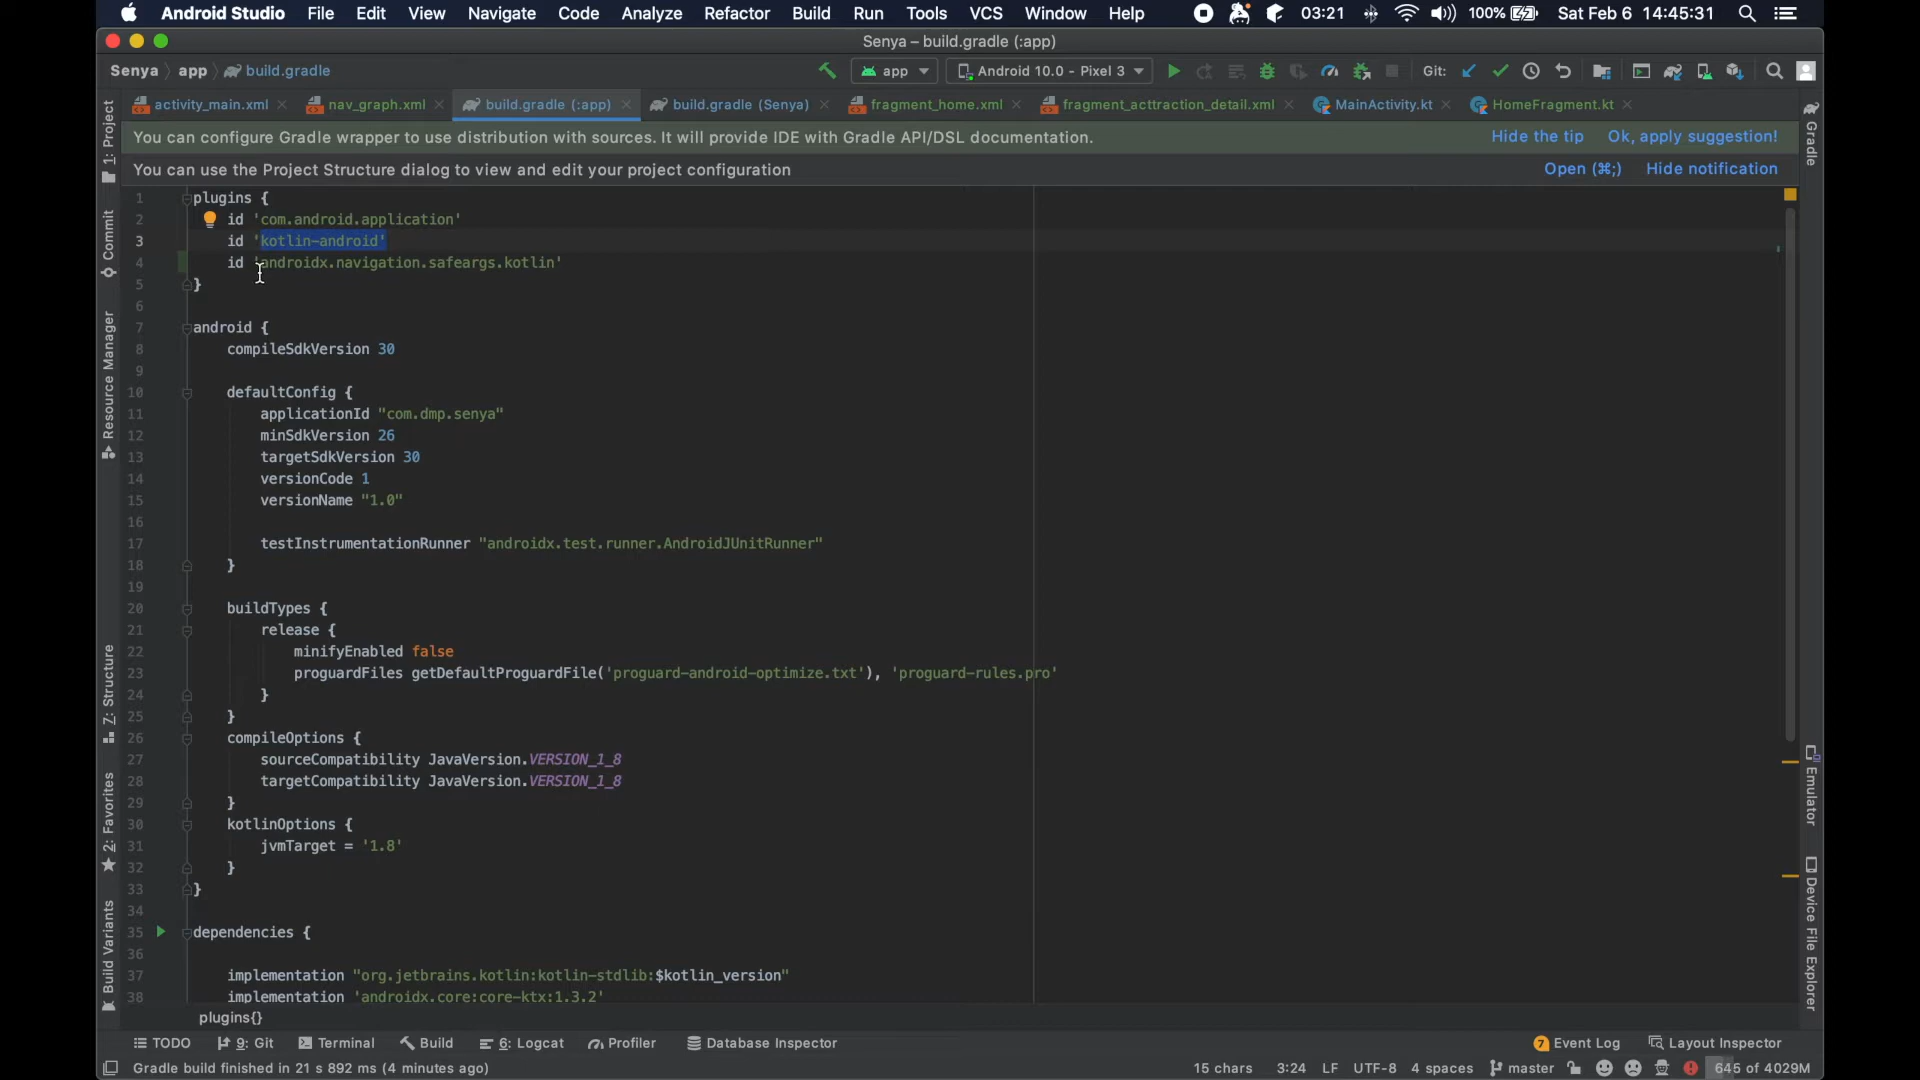 Android Studio File Edit View Navigate Code Analyze Refactor Build Run Tools VCS Window Help 03:21 100% Sat Feb 6 14:45:31
Senya – build.gradle (:app)
Senya app build.gradle app Android 10.0 - Pixel 3 Git:
activity_main.xml nav_graph.xml build.gradle (:app) build.gradle (Senya) fragment_home.xml fragment_acttraction_detail.xml MainActivity.kt HomeFragment.kt
You can configure Gradle wrapper to use distribution with sources. It will provide IDE with Gradle API/DSL documentation. Hide the tip Ok, apply suggestion!
You can use the Project Structure dialog to view and edit your project configuration Open (⌘;) Hide notification
1 plugins {
2 id 'com.android.application'
3 id 'kotlin-android'
4 id 'androidx.navigation.safeargs.kotlin'
5 }
6
7 android {
8 compileSdkVersion 30
9
10 defaultConfig {
11 applicationId "com.dmp.senya"
12 minSdkVersion 26
13 targetSdkVersion 30
14 versionCode 1
15 versionName "1.0"
16
17 testInstrumentationRunner "androidx.test.runner.AndroidJUnitRunner"
18 }
19
20 buildTypes {
21 release {
22 minifyEnabled false
23 proguardFiles getDefaultProguardFile('proguard-android-optimize.txt'), 'proguard-rules.pro'
24 }
25 }
26 compileOptions {
27 sourceCompatibility JavaVersion.VERSION_1_8
28 targetCompatibility JavaVersion.VERSION_1_8
29 }
30 kotlinOptions {
31 jvmTarget = '1.8'
32 }
33 }
34
35 dependencies {
36
37 implementation "org.jetbrains.kotlin:kotlin-stdlib:$kotlin_version"
38 implementation 'androidx.core:core-ktx:1.3.2'
plugins{}
1: Project
Commit
Resource Manager
Z: Structure
2: Favorites
Build Variants
Gradle
Emulator
Device File Explorer
TODO 9: Git Terminal Build 6: Logcat Profiler Database Inspector 7 Event Log Layout Inspector
Gradle build finished in 21 s 892 ms (4 minutes ago) 15 chars 3:24 LF UTF-8 4 spaces master 645 of 4029M